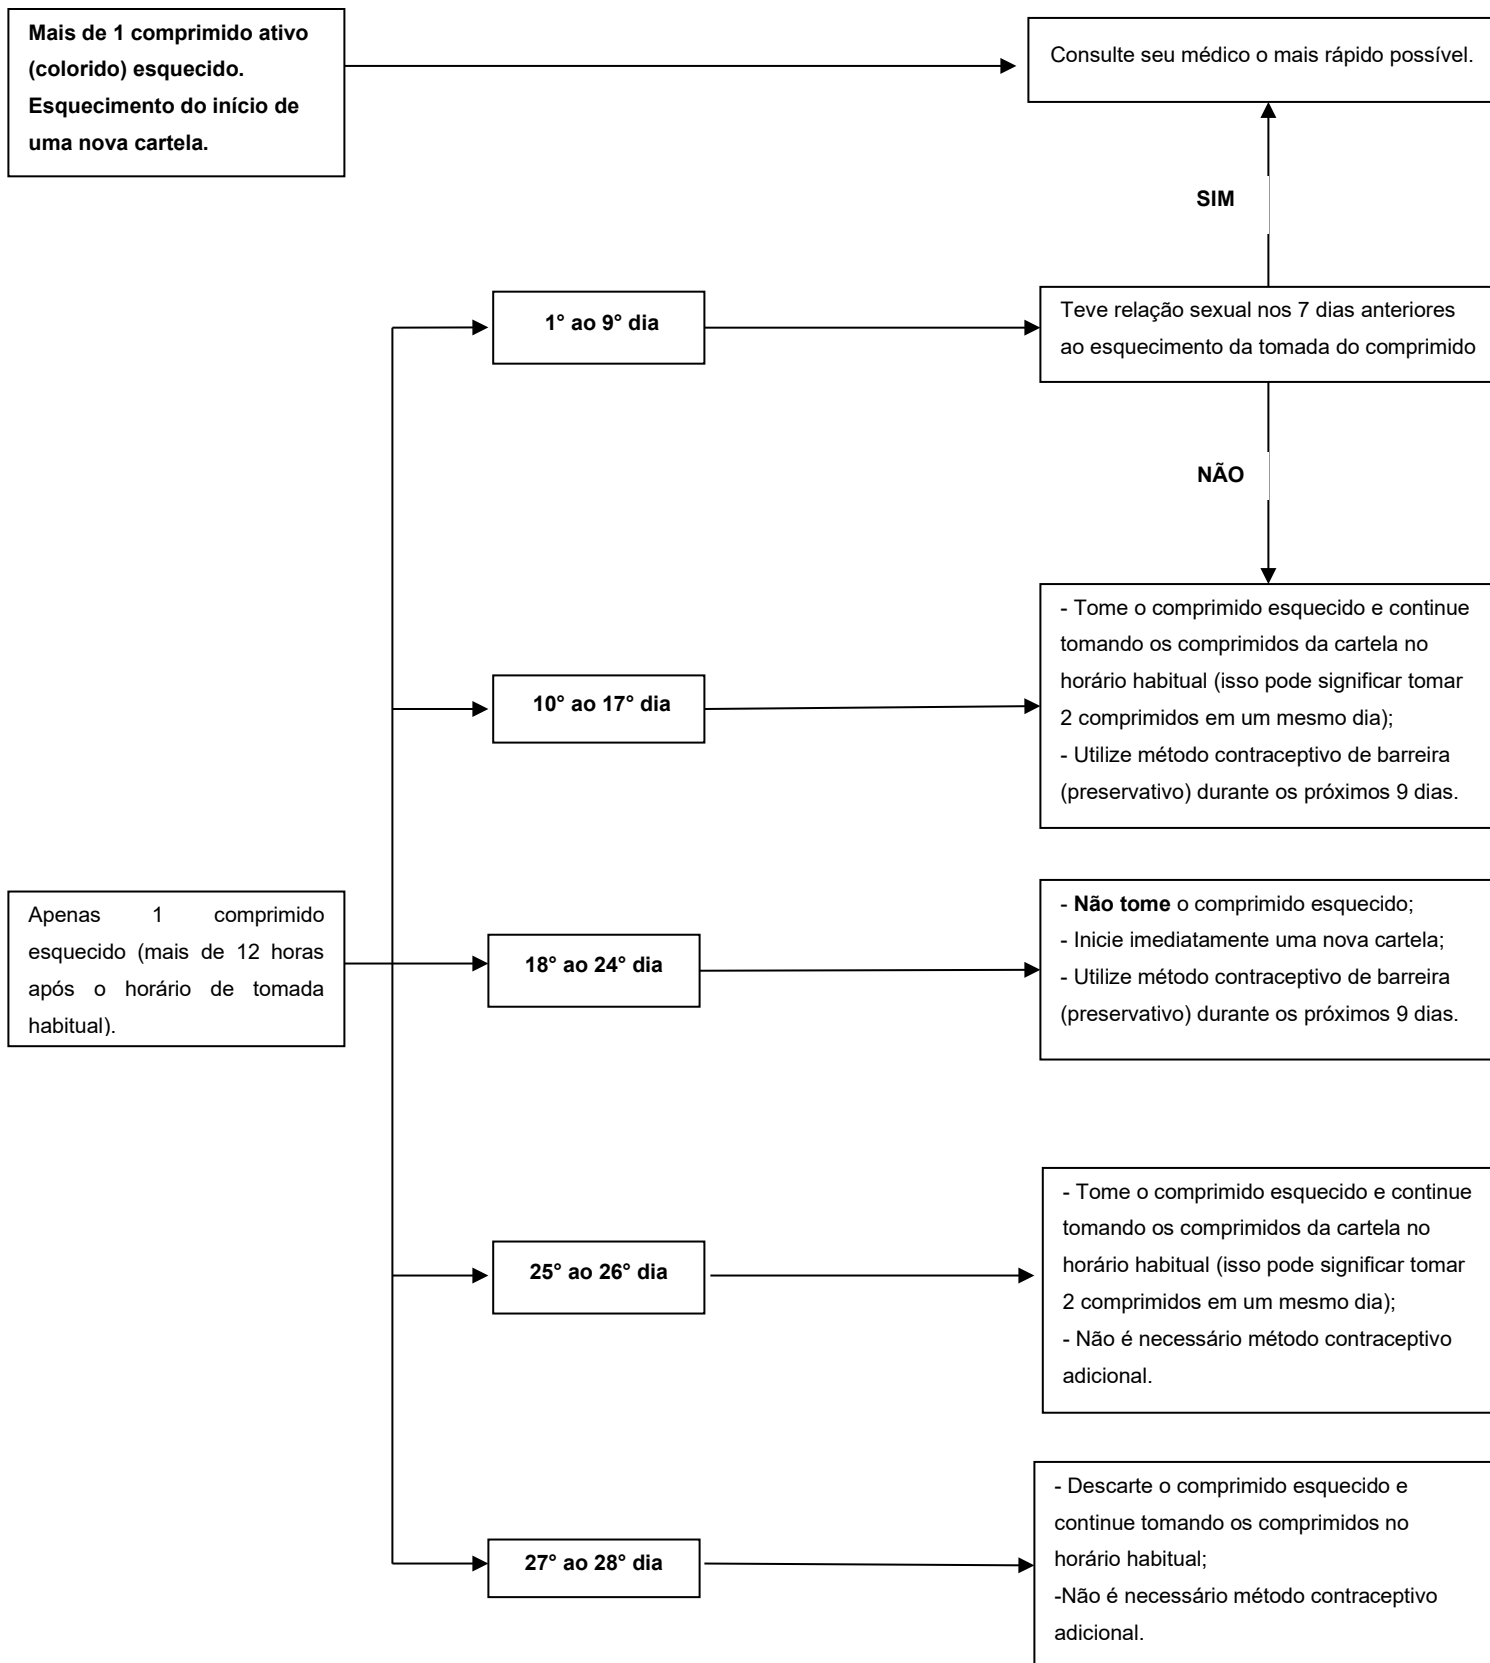 Mais de 1 comprimido ativo
(colorido) esquecido.
Esquecimento do início de
uma nova cartela.
Consulte seu médico o mais rápido possível.
SIM
1° ao 9° dia
Teve relação sexual nos 7 dias anteriores
ao esquecimento da tomada do comprimido
NÃO
10° ao 17° dia
- Tome o comprimido esquecido e continue
tomando os comprimidos da cartela no
horário habitual (isso pode significar tomar
2 comprimidos em um mesmo dia);
- Utilize método contraceptivo de barreira
(preservativo) durante os próximos 9 dias.
Apenas 1 comprimido
esquecido (mais de 12 horas
após o horário de tomada
habitual).
18° ao 24° dia
- Não tome o comprimido esquecido;
- Inicie imediatamente uma nova cartela;
- Utilize método contraceptivo de barreira
(preservativo) durante os próximos 9 dias.
25° ao 26° dia
- Tome o comprimido esquecido e continue
tomando os comprimidos da cartela no
horário habitual (isso pode significar tomar
2 comprimidos em um mesmo dia);
- Não é necessário método contraceptivo
adicional.
27° ao 28° dia
- Descarte o comprimido esquecido e
continue tomando os comprimidos no
horário habitual;
-Não é necessário método contraceptivo
adicional.